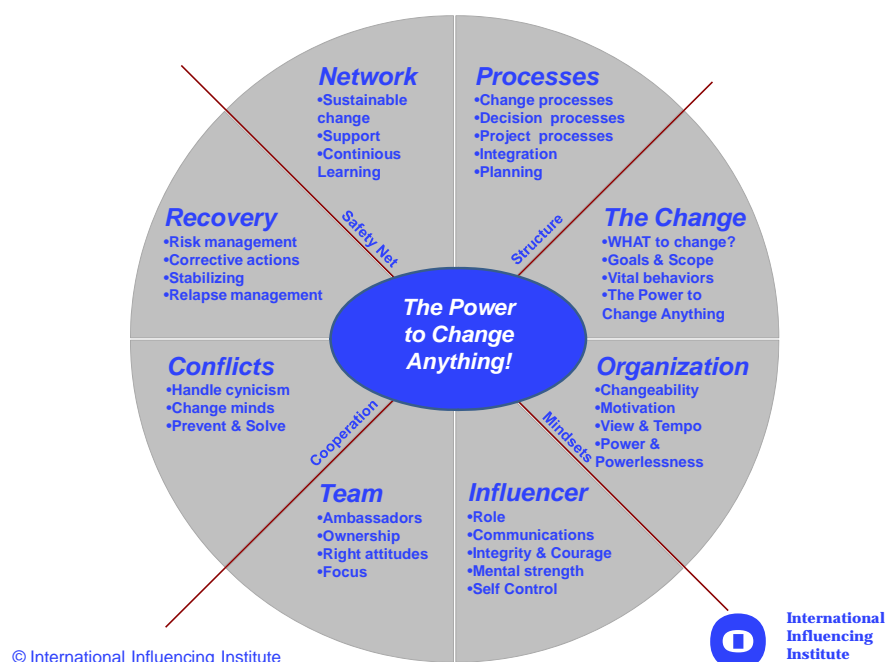 Network
•Sustainable
change
•Support
•Continious
Learning
Processes
•Change processes
•Decision processes
•Project processes
•Integration
•Planning
Recovery
•Risk management
•Corrective actions
•Stabilizing
•Relapse management
Safety Net
Structure
The Change
•WHAT to change?
•Goals & Scope
•Vital behaviors
•The Power to
Change Anything
The Power
to Change
Anything!
Conflicts
•Handle cynicism
•Change minds
•Prevent & Solve
Cooperation
Mindsets
Organization
•Changeability
•Motivation
•View & Tempo
•Power &
Powerlessness
Team
•Ambassadors
•Ownership
•Right attitudes
•Focus
Influencer
•Role
•Communications
•Integrity & Courage
•Mental strength
•Self Control
International
Influencing
Institute
© International Influencing Institute